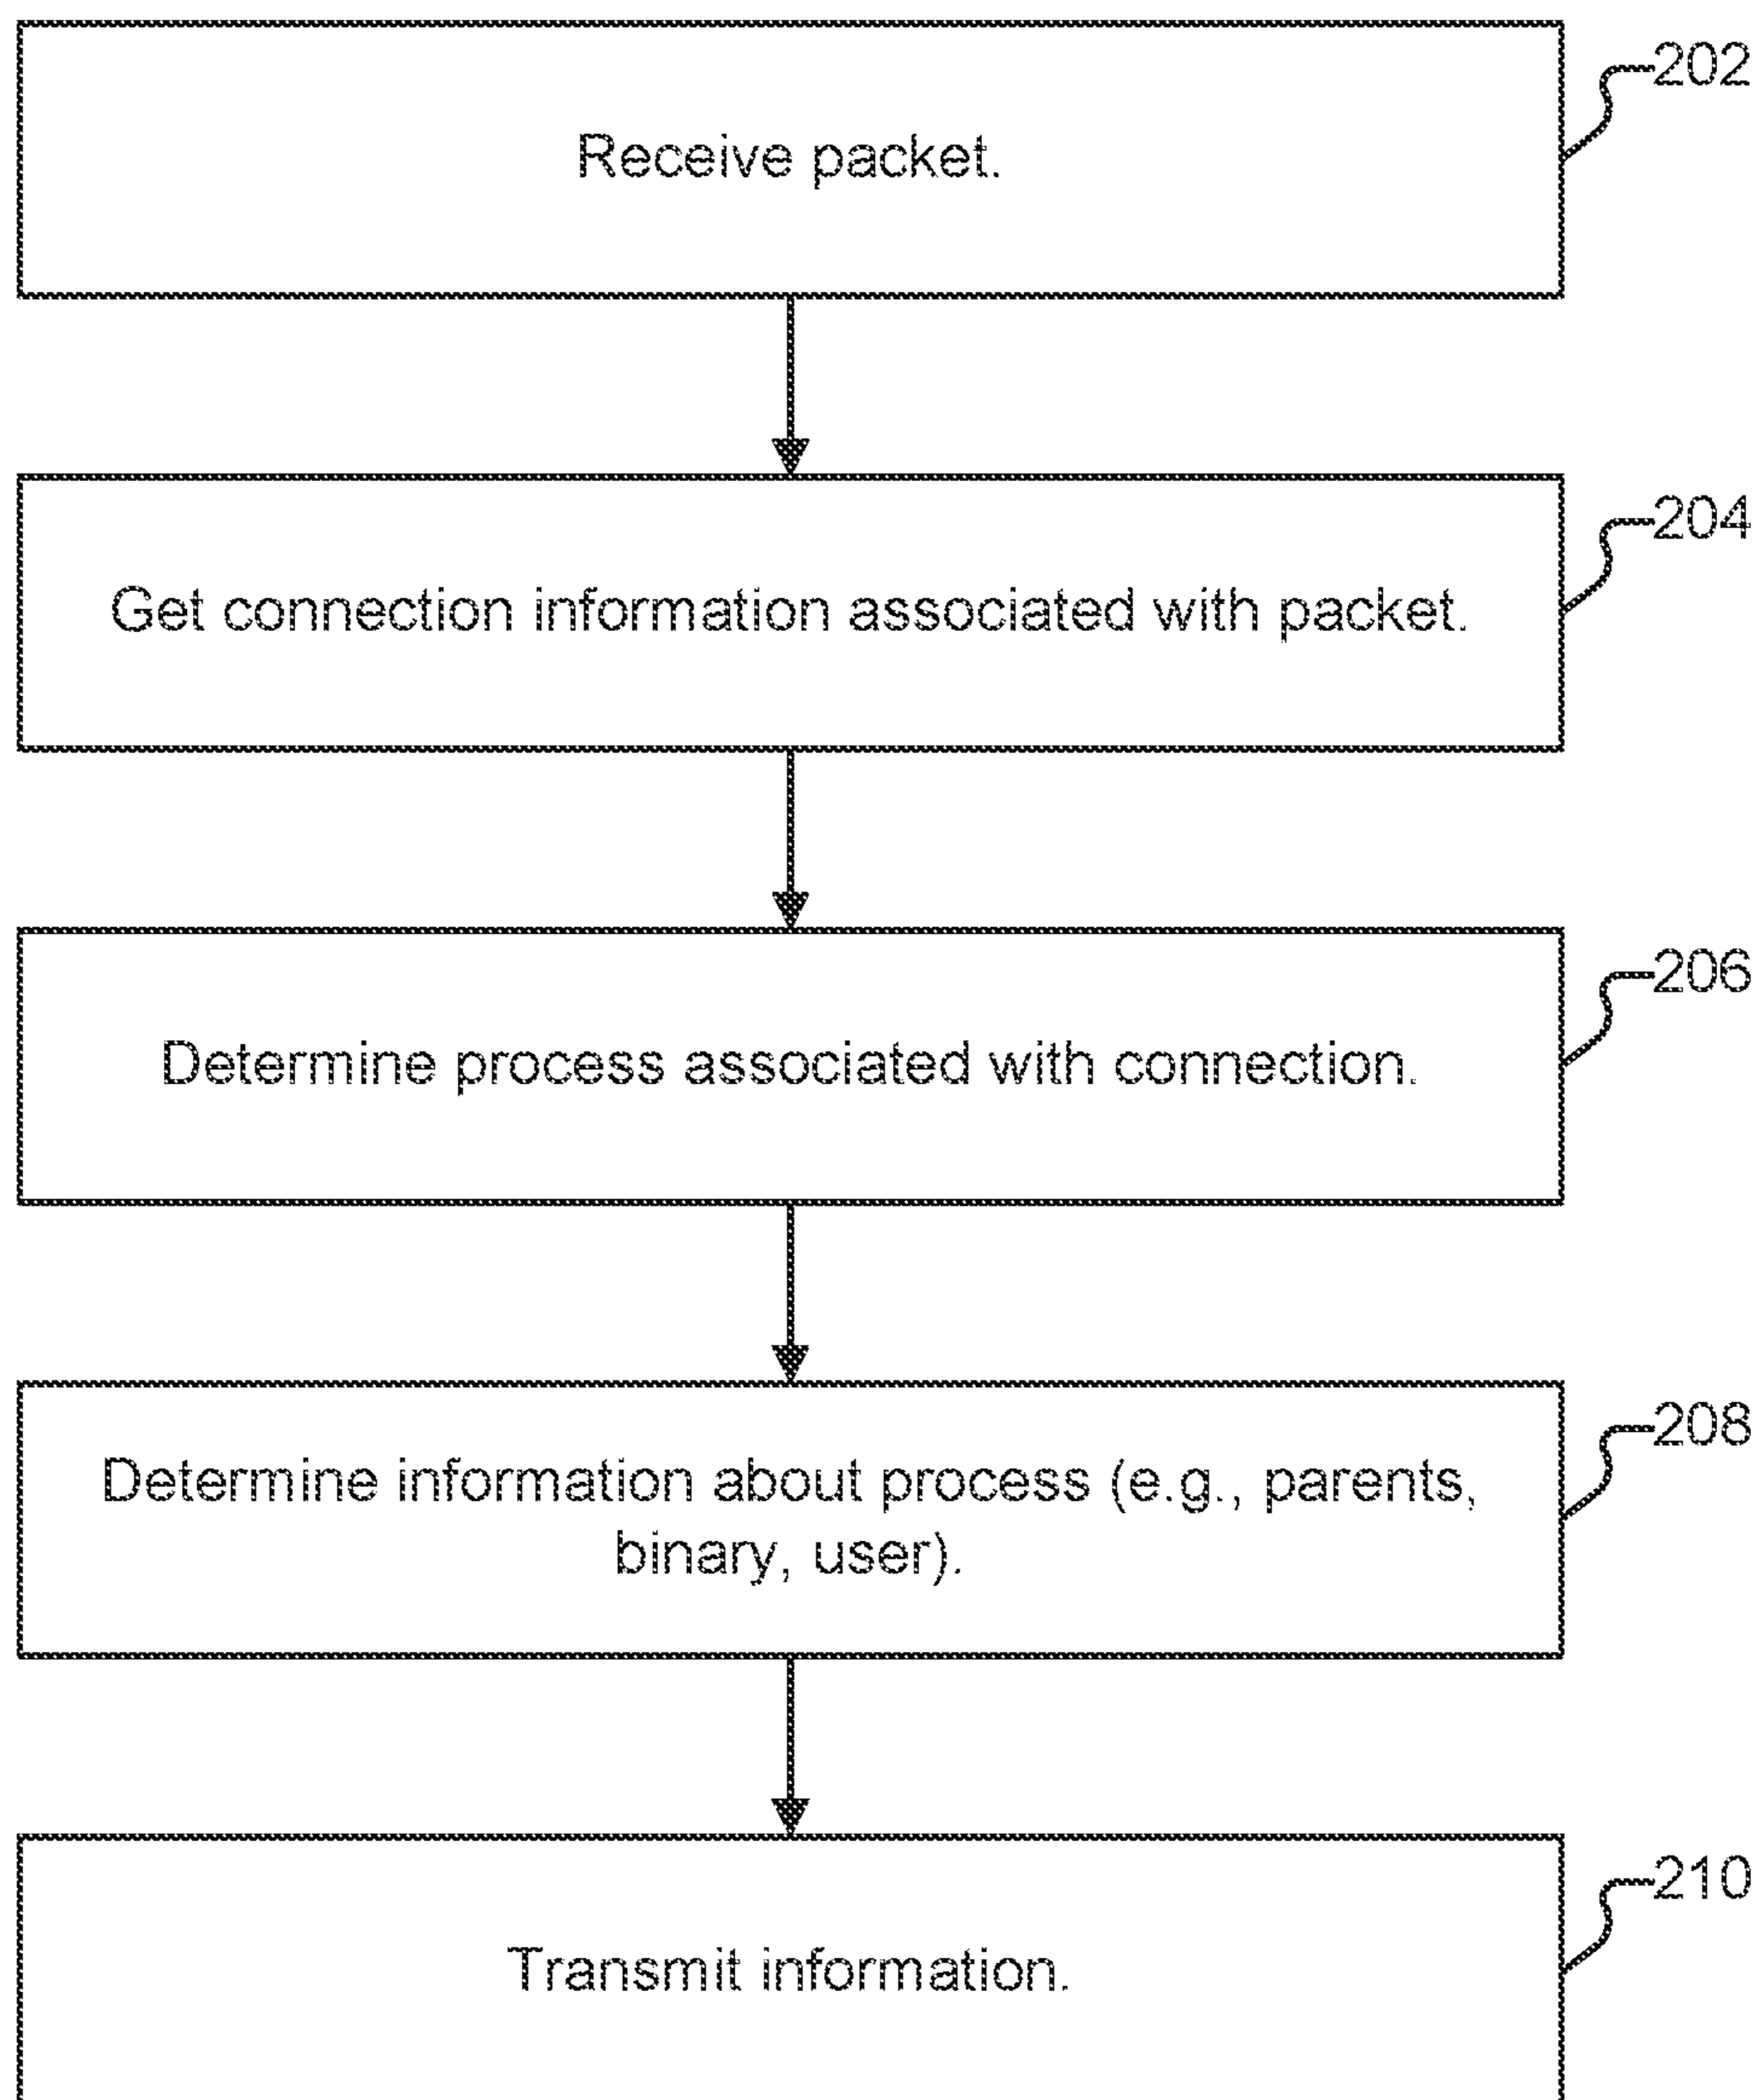 Receive packet.
202
Get connection information associated with packet.
204
Determine process associated with connection.
206
Determine information about process (e.g., parents,
binary, user).
208
Transmit information.
210